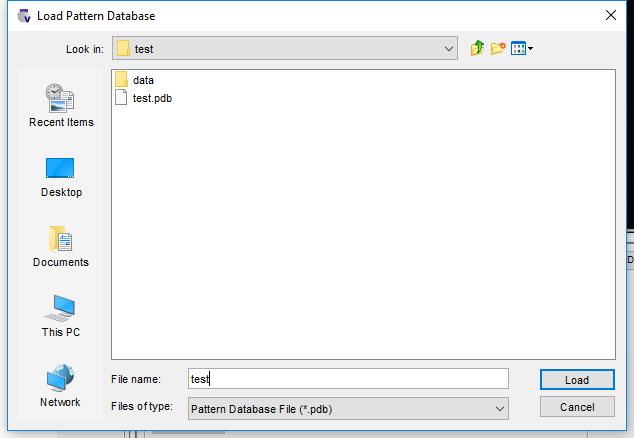 Load Pattern Database
Look in: test
data
test.pdb
Recent Items
Desktop
Documents
This PC
Network
File name: test
Load
Files of type: Pattern Database File (*.pdb)
Cancel
D